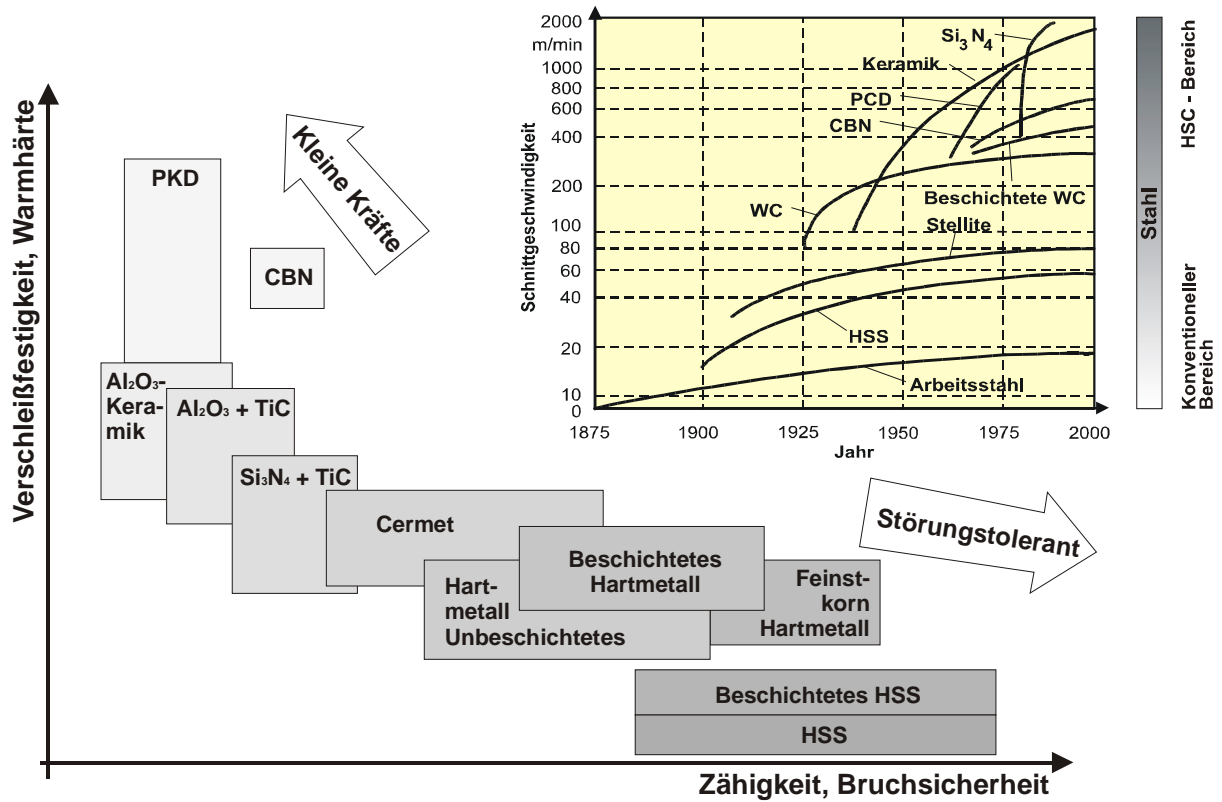 Verschleißfestigkeit, Warmhärte
Zähigkeit, Bruchsicherheit
PKD
Kleine Kräfte
CBN
Al₂O₃-
Kera-
mik
Al₂O₃ + TiC
Si₃N₄ + TiC
Cermet
Hart-
metall
Unbeschichtetes
Beschichtetes
Hartmetall
Feinst-
korn
Hartmetall
Beschichtetes HSS
HSS
Störungstolerant
Schnittgeschwindigkeit
2000
m/min
1000
800
600
400
200
100
80
60
40
20
10
0
1875
1900
1925
1950
1975
2000
Jahr
Si₃ N₄
Keramik
PCD
CBN
WC
Beschichtete WC
Stellite
HSS
Arbeitsstahl
Stahl
HSC - Bereich
Konventioneller
Bereich